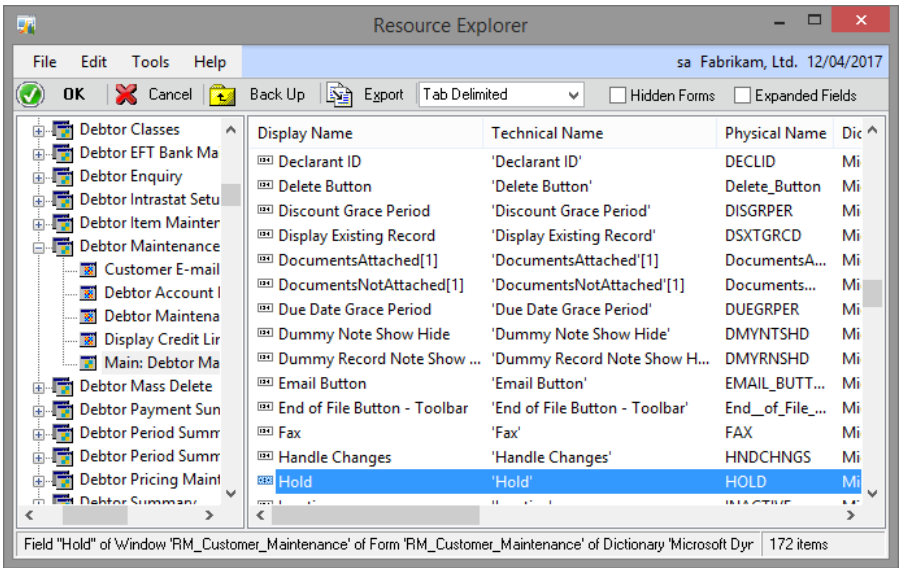 Resource Explorer
File Edit Tools Help sa Fabrikam, Ltd. 12/04/2017
OK Cancel Back Up Export Tab Delimited Hidden Forms Expanded Fields
Debtor Classes
Debtor EFT Bank Ma
Debtor Enquiry
Debtor Intrastat Setu
Debtor Item Mainter
Debtor Maintenance
Customer E-mail
Debtor Account I
Debtor Maintena
Display Credit Lir
Main: Debtor Ma
Debtor Mass Delete
Debtor Payment Sun
Debtor Period Summ
Debtor Period Summ
Debtor Pricing Maint
Debtor Summary
Display Name Technical Name Physical Name Dic
Declarant ID 'Declarant ID' DECLID Mi
Delete Button 'Delete Button' Delete_Button Mi
Discount Grace Period 'Discount Grace Period' DISGRPER Mi
Display Existing Record 'Display Existing Record' DSXTGRCD Mi
DocumentsAttached[1] 'DocumentsAttached'[1] DocumentsA... Mi
DocumentsNotAttached[1] 'DocumentsNotAttached'[1] Documents... Mi
Due Date Grace Period 'Due Date Grace Period' DUEGRPER Mi
Dummy Note Show Hide 'Dummy Note Show Hide' DMYNTSHD Mi
Dummy Record Note Show ... 'Dummy Record Note Show H... DMYRNSHD Mi
Email Button 'Email Button' EMAIL_BUTT... Mi
End of File Button - Toolbar 'End of File Button - Toolbar' End__of_File_... Mi
Fax 'Fax' FAX Mi
Handle Changes 'Handle Changes' HNDCHNGS Mi
Hold 'Hold' HOLD Mi
Field "Hold" of Window 'RM_Customer_Maintenance' of Form 'RM_Customer_Maintenance' of Dictionary 'Microsoft Dyr 172 items